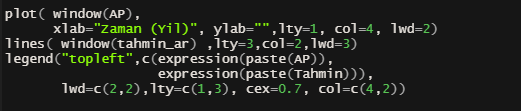 plot( window(AP),
xlab="Zaman (Yil)", ylab="",lty=1, col=4, lwd=2)
lines( window(tahmin_ar) ,lty=3,col=2,lwd=3)
legend("topleft",c(expression(paste(AP)),
expression(paste(Tahmin))),
lwd=c(2,2),lty=c(1,3), cex=0.7, col=c(4,2))